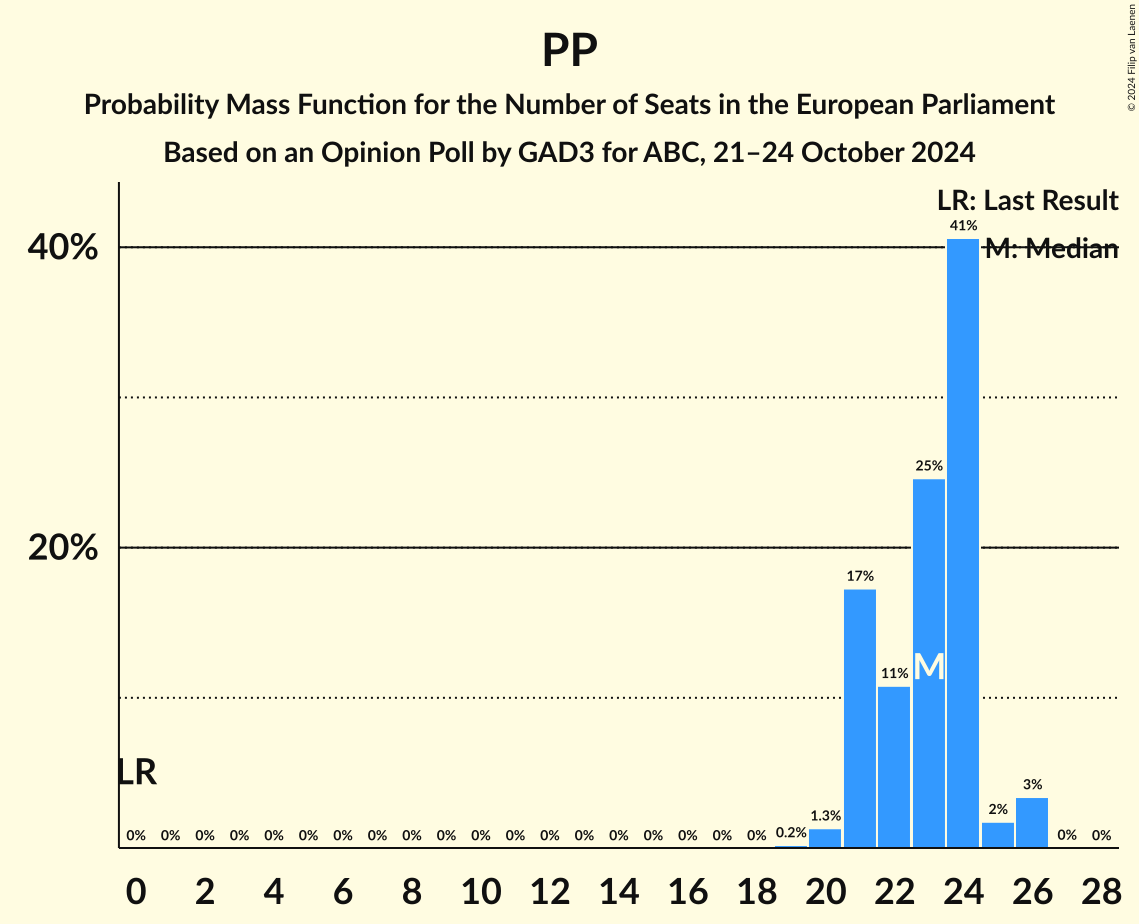 PP
Probability Mass Function for the Number of Seats in the European Parliament
Based on an Opinion Poll by GAD3 for ABC, 21–24 October 2024
© 2024 Filip van Laenen
LR: Last Result
M: Median
40%
20%
41%
25%
17%
11%
M
LR
0% 0% 0% 0% 0% 0% 0% 0% 0% 0% 0% 0% 0% 0% 0% 0% 0% 0% 0% 0.2% 1.3% 2% 3% 0% 0%
0 2 4 6 8 10 12 14 16 18 20 22 24 26 28